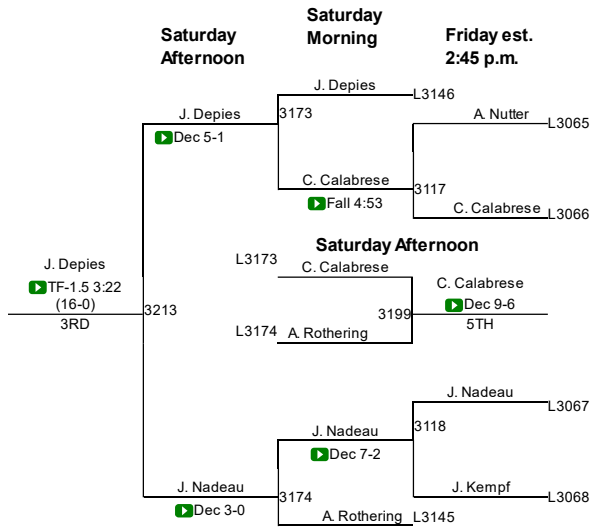 Saturday
Afternoon
Saturday
Morning
Friday est.
2:45 p.m.
J. Depies
L3146
J. Depies
3173
A. Nutter
L3065
Dec 5-1
C. Calabrese
3117
Fall 4:53
C. Calabrese
L3066
Saturday Afternoon
L3173
C. Calabrese
J. Depies
TF-1.5 3:22
(16-0)
3RD
3213
C. Calabrese
Dec 9-6
3199
5TH
L3174
A. Rothering
J. Nadeau
L3067
J. Nadeau
3118
Dec 7-2
J. Nadeau
3174
J. Kempf
L3068
Dec 3-0
A. Rothering
L3145